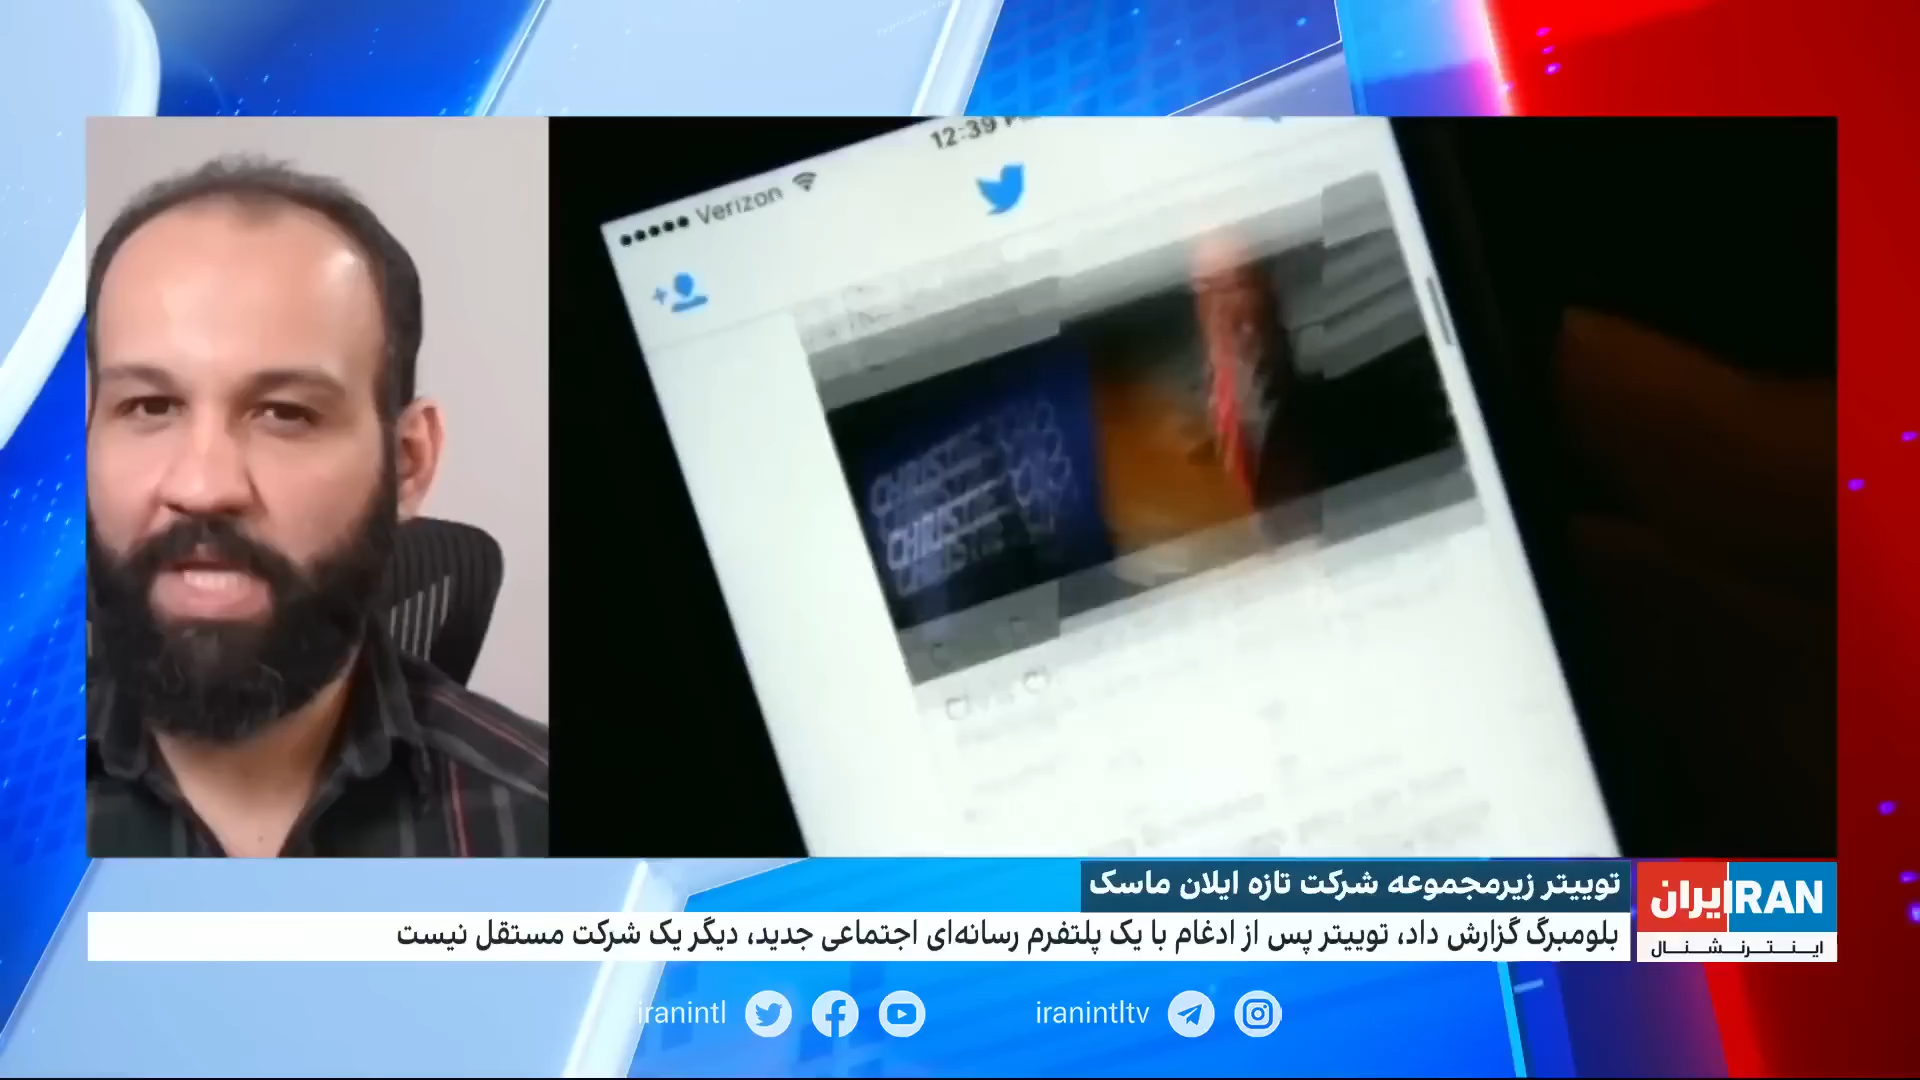 12:39
Verizon
CHRISTIE
توییتر زیرمجموعه شرکت تازه ایلان ماسک
بلومبرگ گزارش داد، توییتر پس از ادغام با یک پلتفرم رسانه‌ای اجتماعی جدید، دیگر یک شرکت مستقل نیست
ایران IRAN
اینترنشنال
iranintl
iranintltv